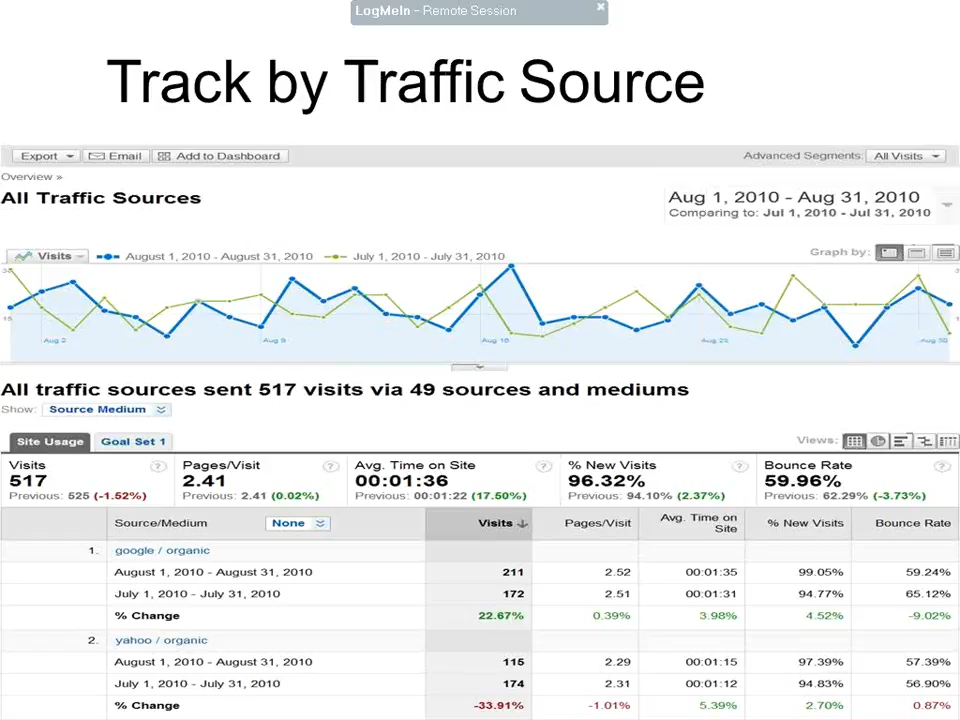 LogMeIn - Remote Session
Track by Traffic Source
Export Email Add to Dashboard Advanced Segments: All Visits
Overview »
All Traffic Sources
Aug 1, 2010 - Aug 31, 2010
Comparing to: Jul 1, 2010 - Jul 31, 2010
Visits August 1, 2010 - August 31, 2010 July 1, 2010 - July 31, 2010 Graph by:
15
Aug 2 Aug 9 Aug 16 Aug 23 Aug 30
All traffic sources sent 517 visits via 49 sources and mediums
Show: Source Medium
Site Usage Goal Set 1 Views:
Visits Pages/Visit Avg. Time on Site % New Visits Bounce Rate
517 2.41 00:01:36 96.32% 59.96%
Previous: 525 (-1.52%) Previous: 2.41 (0.02%) Previous: 00:01:22 (17.50%) Previous: 94.10% (2.37%) Previous: 62.29% (-3.73%)
Source/Medium None Visits Pages/Visit Avg. Time on Site % New Visits Bounce Rate
1. google / organic
August 1, 2010 - August 31, 2010 211 2.52 00:01:35 99.05% 59.24%
July 1, 2010 - July 31, 2010 172 2.51 00:01:31 94.77% 65.12%
% Change 22.67% 0.39% 3.98% 4.52% -9.02%
2. yahoo / organic
August 1, 2010 - August 31, 2010 115 2.29 00:01:15 97.39% 57.39%
July 1, 2010 - July 31, 2010 174 2.31 00:01:12 94.83% 56.90%
% Change -33.91% -1.01% 5.39% 2.70% 0.87%